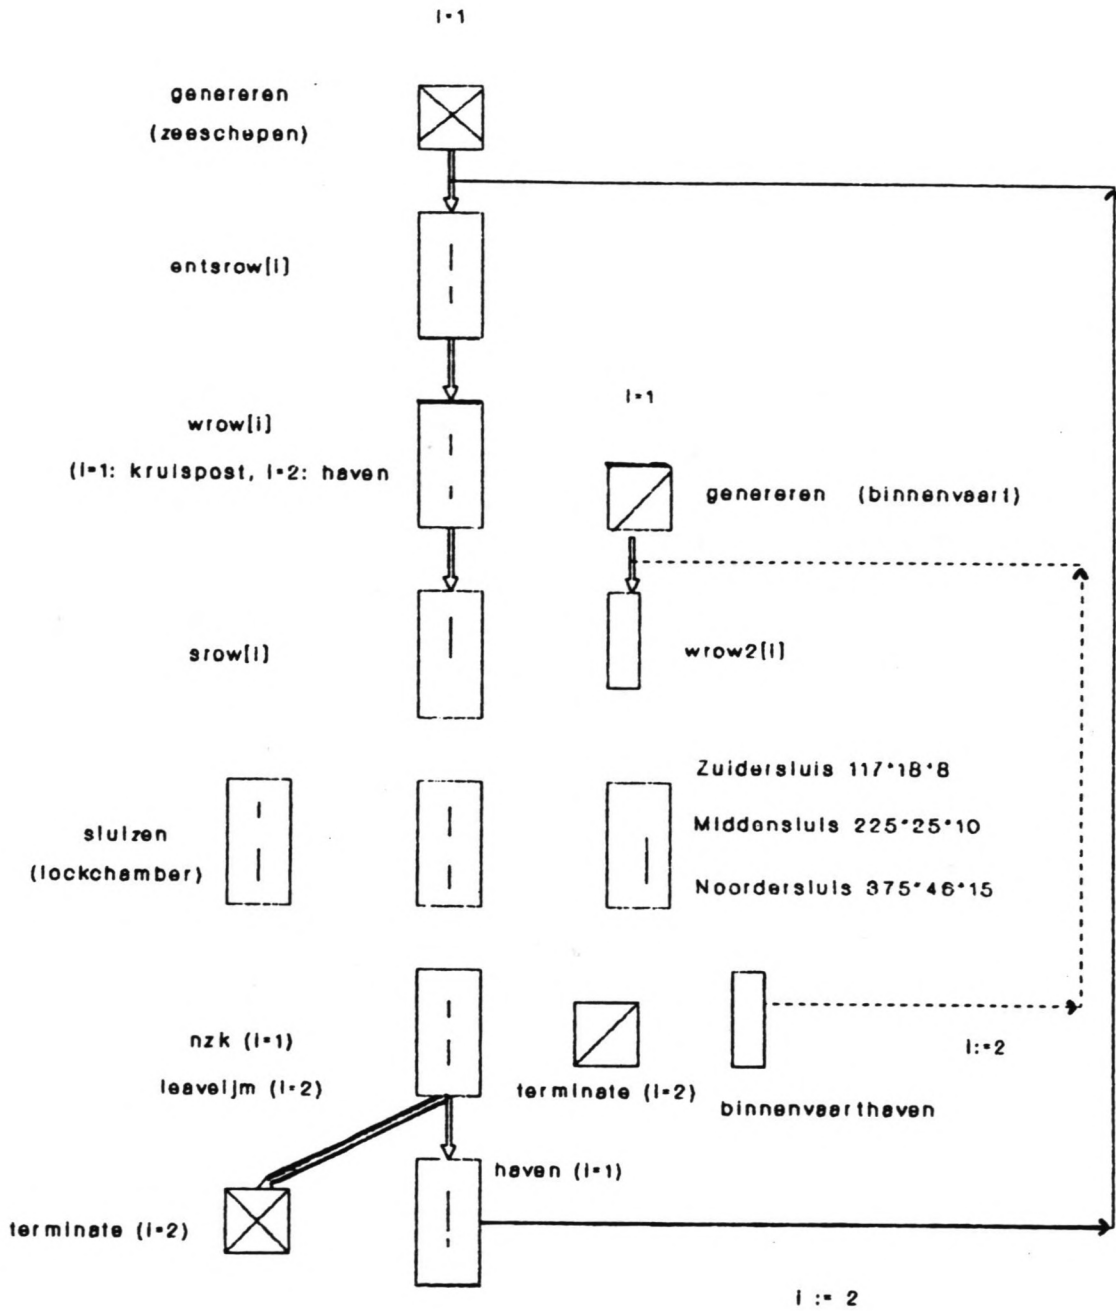 i=1
genereren
(zeeschepen)
entsrow[i]
i=1
wrow[i]
(i=1: kruispost, i=2: haven
genereren (binnenvaart)
srow[i]
wrow2[i]
Zuidersluis 117*18*8
sluizen
(lockchamber)
Middensluis 225*25*10
Noordersluis 375*46*15
nzk (i=1)
leaveijm (i=2)
i:=2
terminate (i=2)
binnenvaarthaven
haven (i=1)
terminate (i=2)
i := 2